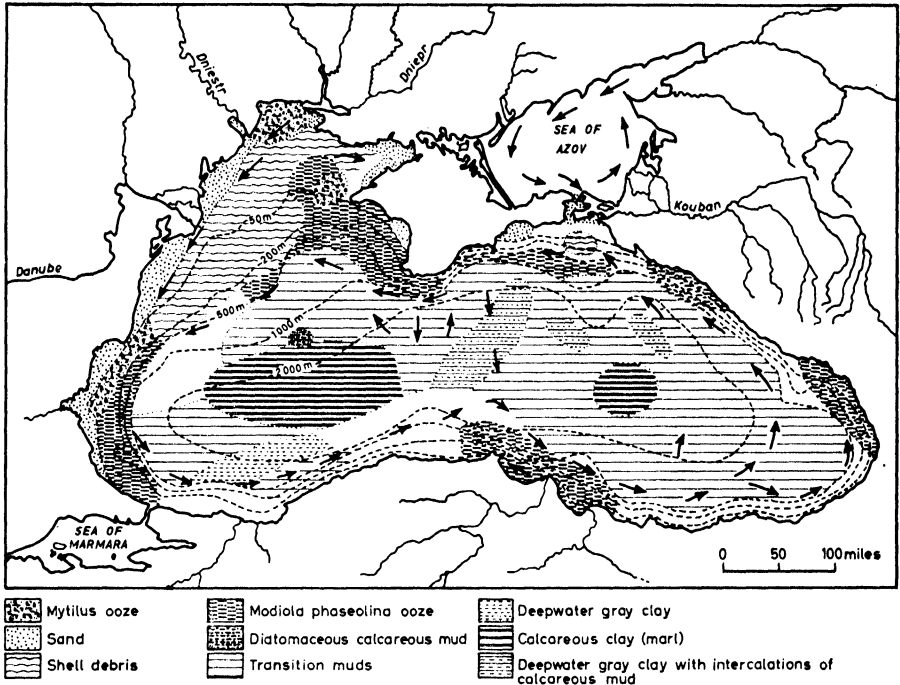 Dniestr
Dniepr
SEA OF
AZOV
Kouban
Danube
50m
200m
500m
1000m
2000m
SEA OF
MARMARA
0 50 100 miles
Mytilus ooze
Sand
Shell debris
Modiola phaseolina ooze
Diatomaceous calcareous mud
Transition muds
Deepwater gray clay
Calcareous clay (marl)
Deepwater gray clay with intercalations of
calcareous mud